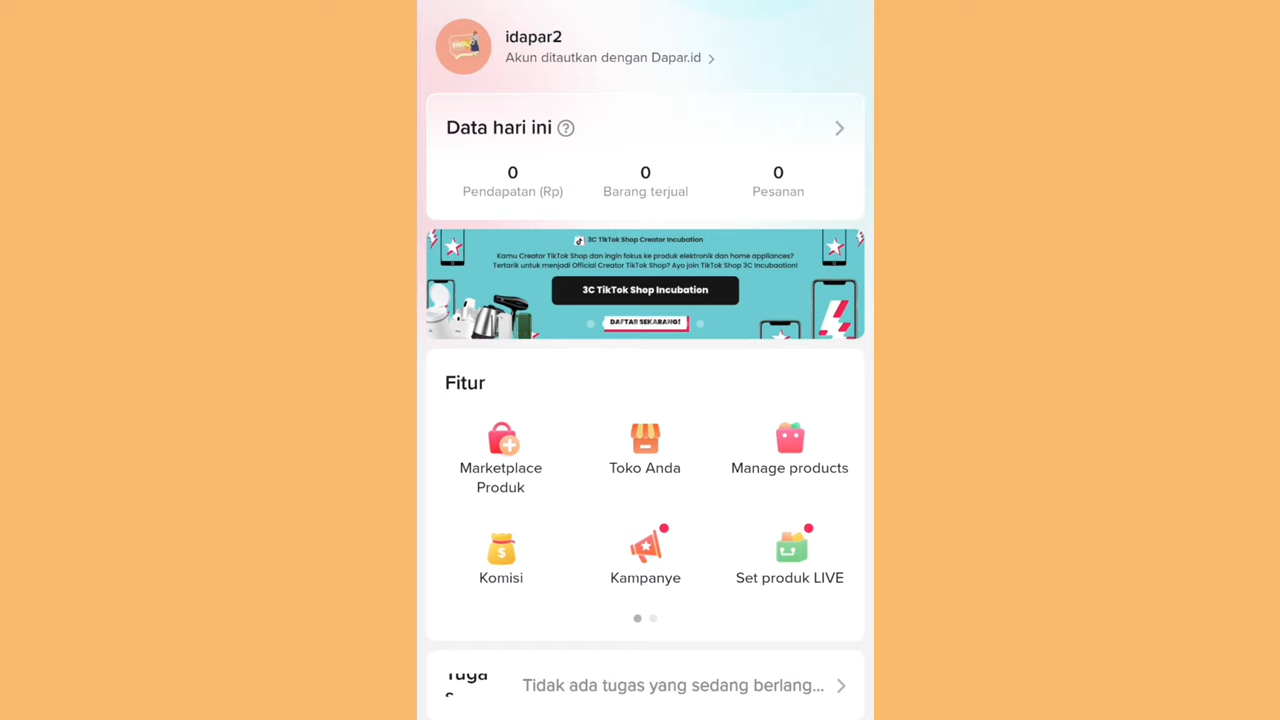 idapar2
Akun ditautkan dengan Dapar.id
Data hari ini
0
Pendapatan (Rp)
0
Barang terjual
0
Pesanan
3C TikTok Shop Creator Incubation
Kamu Creator TikTok Shop dan ingin fokus ke produk elektronik dan home appliances?
Tertarik untuk menjadi Official Creator TikTok Shop? Ayo join TikTok Shop 3C Incubaation!
3C TikTok Shop Incubation
DAFTAR SEKARANG!
Fitur
Marketplace
Produk
Toko Anda
Manage products
Komisi
Kampanye
Set produk LIVE
Tuga
s
Tidak ada tugas yang sedang berlang...